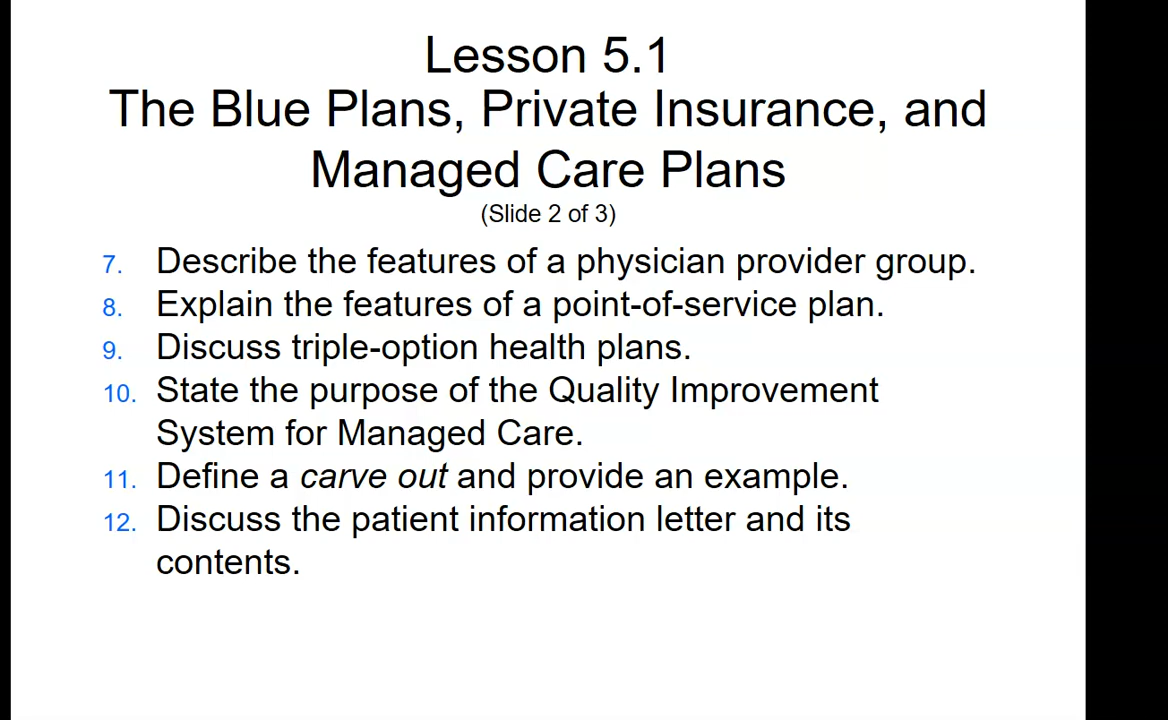 Lesson 5.1
The Blue Plans, Private Insurance, and
Managed Care Plans
(Slide 2 of 3)
7. Describe the features of a physician provider group.
8. Explain the features of a point-of-service plan.
9. Discuss triple-option health plans.
10. State the purpose of the Quality Improvement
System for Managed Care.
11. Define a carve out and provide an example.
12. Discuss the patient information letter and its
contents.